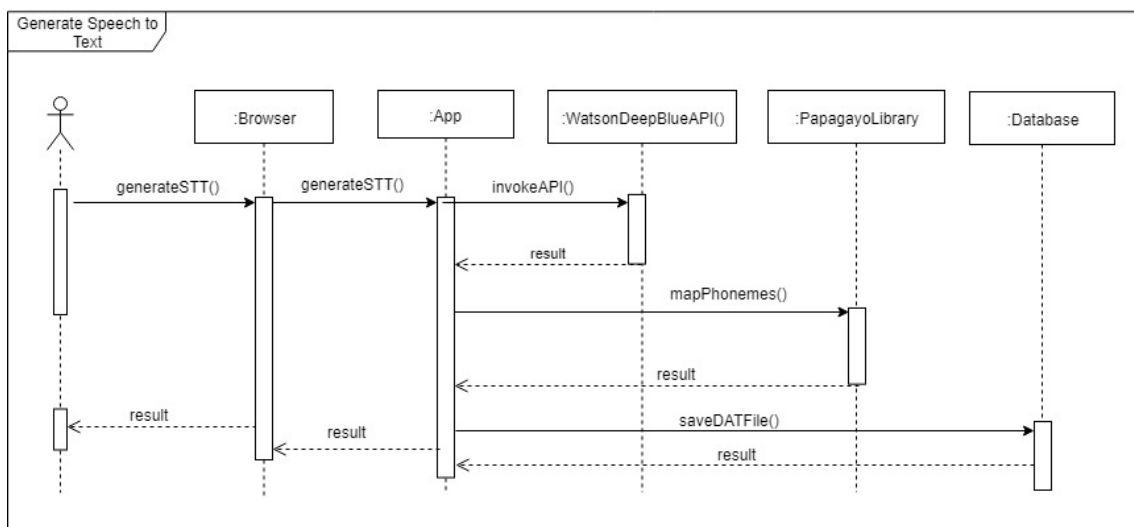 Generate Speech to
Text
:Browser
:App
:WatsonDeepBlueAPI()
:PapagayoLibrary
:Database
generateSTT()
generateSTT()
invokeAPI()
result
mapPhonemes()
result
result
saveDATFile()
result
result